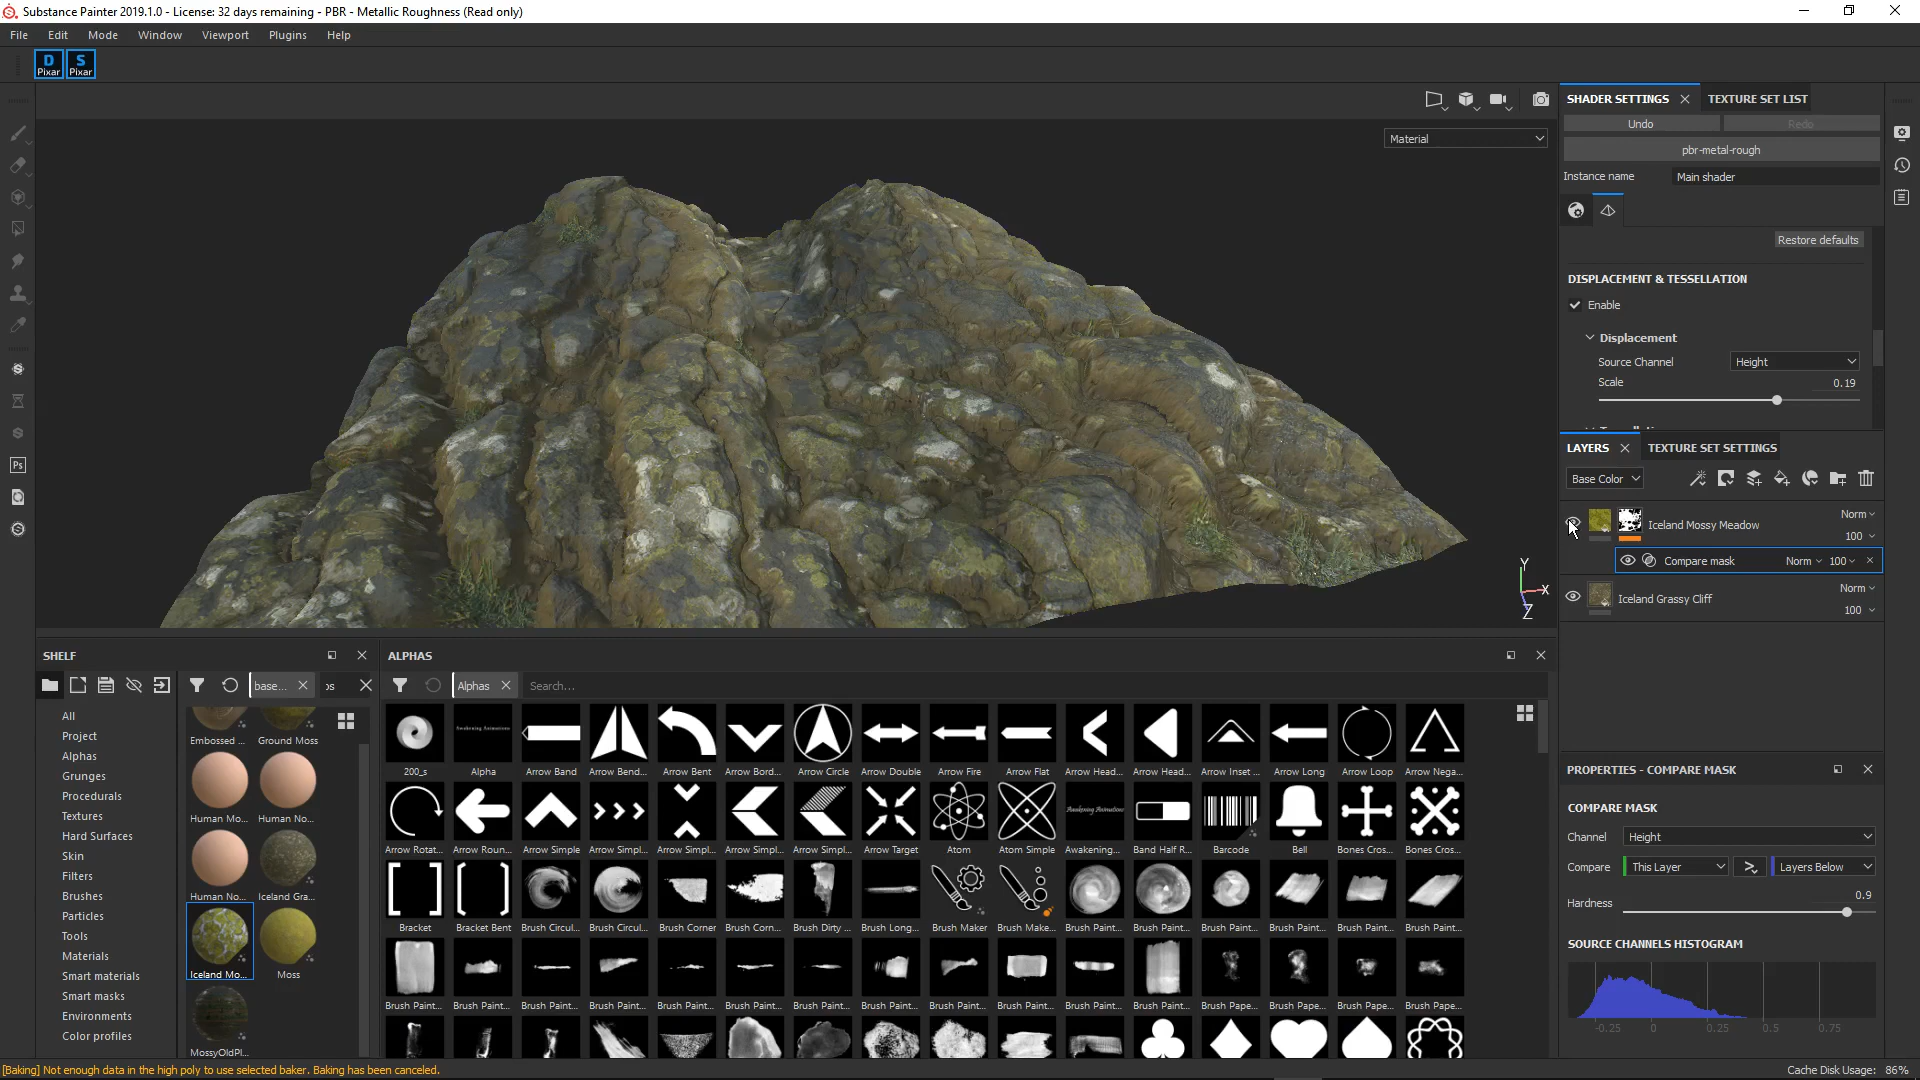 Substance Painter 2019.1.0 - License: 32 days remaining - PBR - Metallic Roughness (Read only)
File Edit Mode Window Viewport Plugins Help
D Pixar S Pixar
Material
SHADER SETTINGS TEXTURE SET LIST
Undo Redo
pbr-metal-rough
Instance name Main shader
Restore defaults
DISPLACEMENT & TESSELLATION
Enable
Displacement
Source Channel Height
Scale 0.19
LAYERS TEXTURE SET SETTINGS
Base Color
Norm
Iceland Mossy Meadow
100
Compare mask Norm 100
Norm
Iceland Grassy Cliff
100
Y
X
Z
SHELF
base... os
All
Project
Alphas
Grunges
Procedurals
Textures
Hard Surfaces
Skin
Filters
Brushes
Particles
Tools
Materials
Smart materials
Smart masks
Environments
Color profiles
Embossed ... Ground Moss
Human Mo... Human No...
Human No... Iceland Gra...
Iceland Mo... Moss
MossyOldPl...
ALPHAS
Alphas Search...
200_s Alpha Arrow Band Arrow Bend... Arrow Bent Arrow Bord... Arrow Circle Arrow Double Arrow Fire Arrow Flat Arrow Head... Arrow Head... Arrow Inset ... Arrow Long Arrow Loop Arrow Nega...
Arrow Rotat... Arrow Roun... Arrow Simple Arrow Simpl... Arrow Simpl... Arrow Simpl... Arrow Simpl... Arrow Target Atom Atom Simple Awakening... Band Half R... Barcode Bell Bones Cros... Bones Cros...
Bracket Bracket Bent Brush Circul... Brush Circul... Brush Corner Brush Corn... Brush Dirty ... Brush Long... Brush Maker Brush Make... Brush Paint... Brush Paint... Brush Paint... Brush Paint... Brush Paint... Brush Paint...
Brush Paint... Brush Paint... Brush Paint... Brush Paint... Brush Paint... Brush Paint... Brush Paint... Brush Paint... Brush Paint... Brush Paint... Brush Paint... Brush Paint... Brush Pape... Brush Pape... Brush Pape... Brush Pape...
PROPERTIES - COMPARE MASK
COMPARE MASK
Channel Height
Compare This Layer > Layers Below
Hardness 0.9
SOURCE CHANNELS HISTOGRAM
-0.25 0 0.25 0.5 0.75
[Baking] Not enough data in the high poly to use selected baker. Baking has been canceled.
Cache Disk Usage: 86%